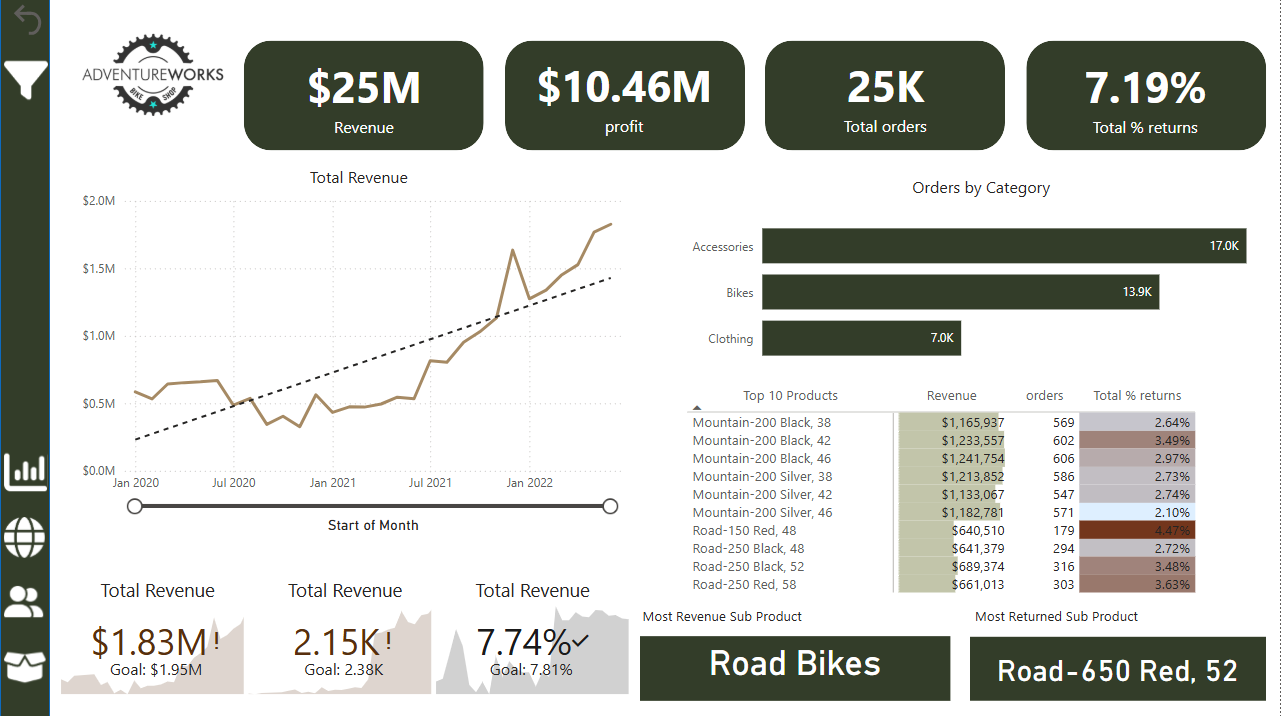 ADVENTUREWORKS
BIKE SHOP
$25M
Revenue
$10.46M
profit
25K
Total orders
7.19%
Total % returns
Total Revenue
$2.0M
$1.5M
$1.0M
$0.5M
$0.0M
Jan 2020 Jul 2020 Jan 2021 Jul 2021 Jan 2022
Start of Month
Orders by Category
Accessories 17.0K
Bikes 13.9K
Clothing 7.0K
Top 10 Products Revenue orders Total % returns
Mountain-200 Black, 38 $1,165,937 569 2.64%
Mountain-200 Black, 42 $1,233,557 602 3.49%
Mountain-200 Black, 46 $1,241,754 606 2.97%
Mountain-200 Silver, 38 $1,213,852 586 2.73%
Mountain-200 Silver, 42 $1,133,067 547 2.74%
Mountain-200 Silver, 46 $1,182,781 571 2.10%
Road-150 Red, 48 $640,510 179 4.47%
Road-250 Black, 48 $641,379 294 2.72%
Road-250 Black, 52 $689,374 316 3.48%
Road-250 Red, 58 $661,013 303 3.63%
Total Revenue
$1.83M!
Goal: $1.95M
Total Revenue
2.15K!
Goal: 2.38K
Total Revenue
7.74%
Goal: 7.81%
Most Revenue Sub Product
Road Bikes
Most Returned Sub Product
Road-650 Red, 52